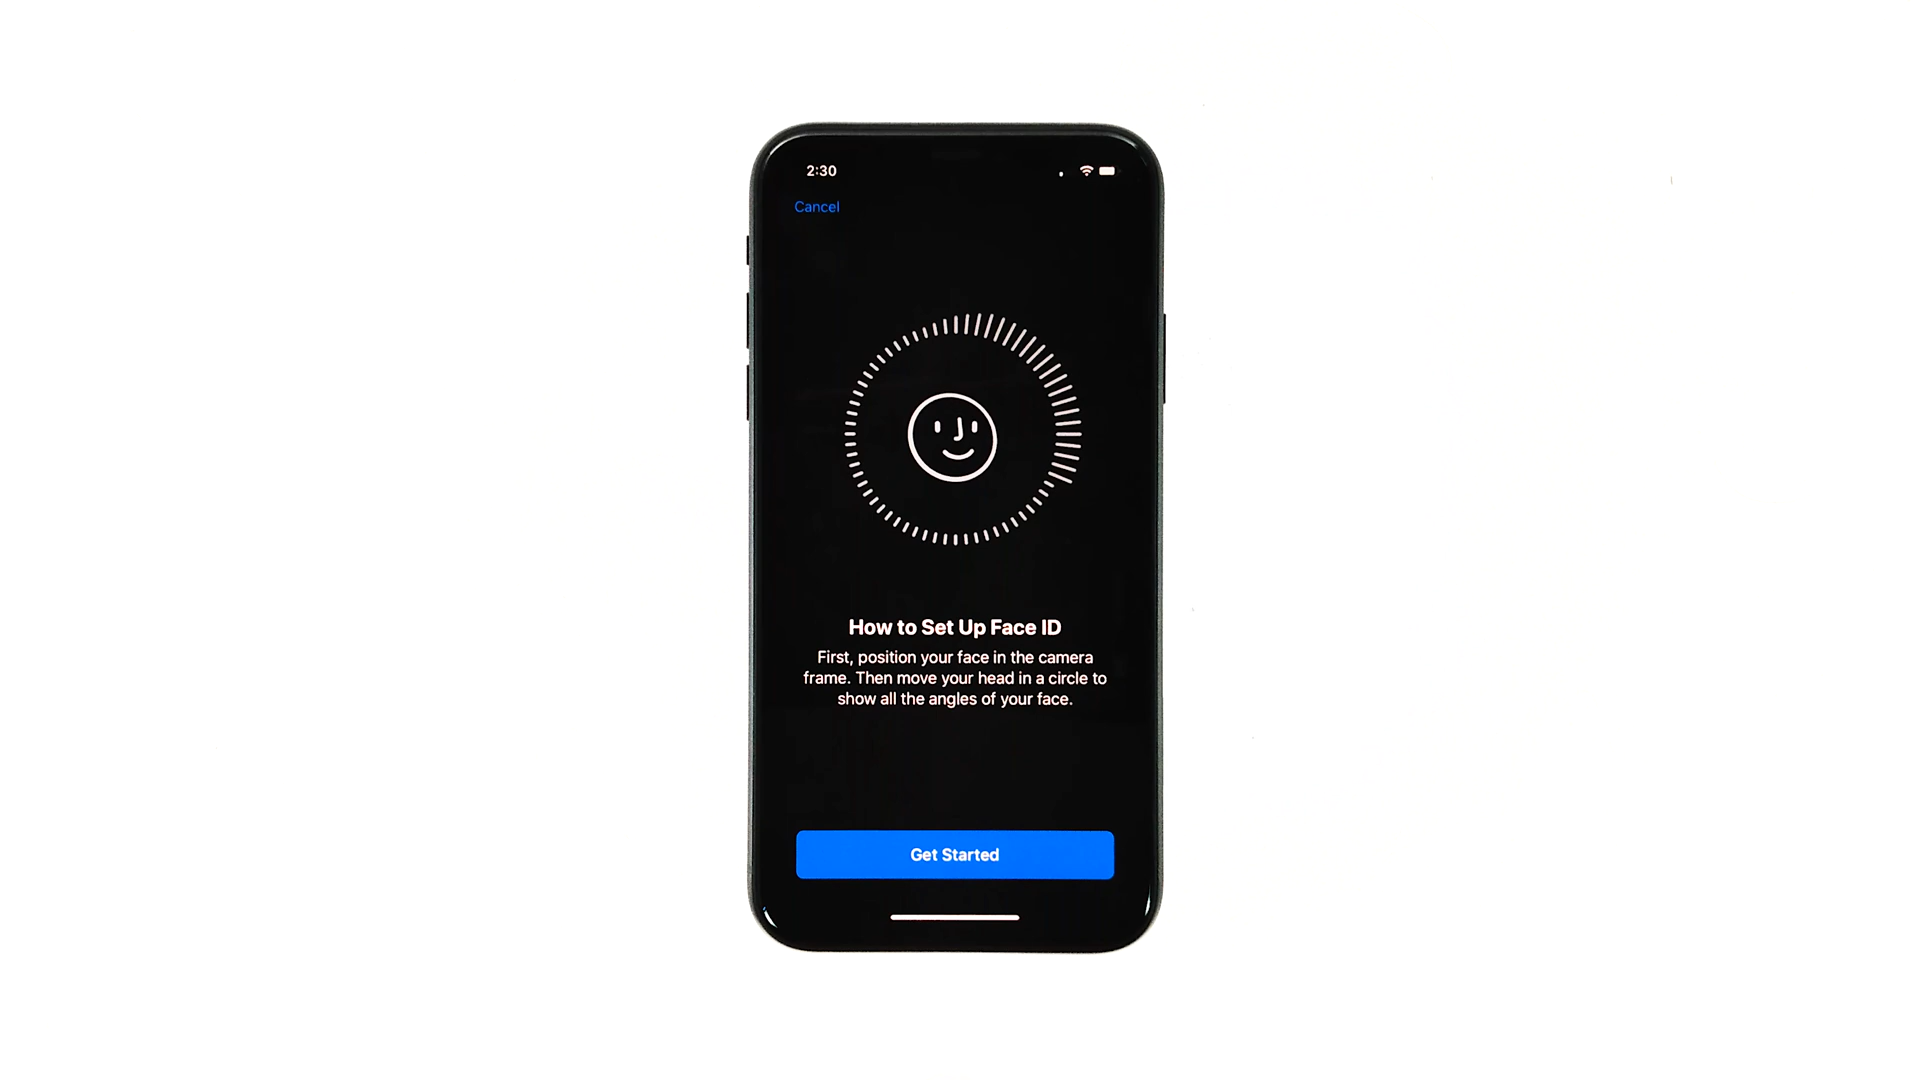 2:30
Cancel
How to Set Up Face ID
First, position your face in the camera
frame. Then move your head in a circle to
show all the angles of your face.
Get Started